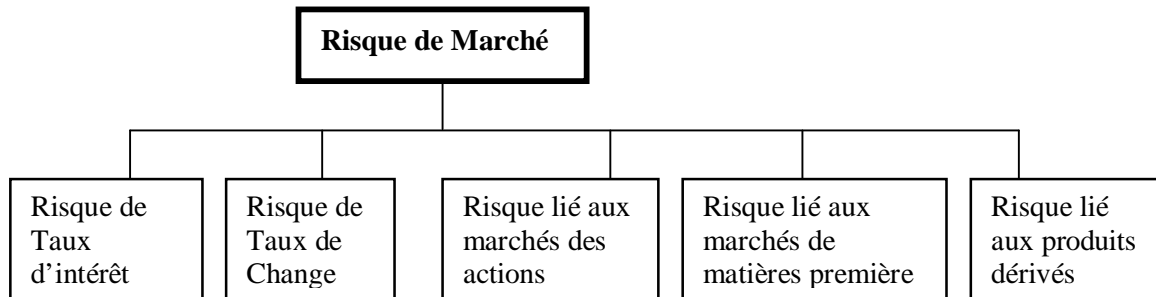 Risque de Marché
Risque de
Taux
d'intérêt
Risque de
Taux de
Change
Risque lié aux
marchés des
actions
Risque lié aux
marchés de
matières première
Risque lié
aux produits
dérivés